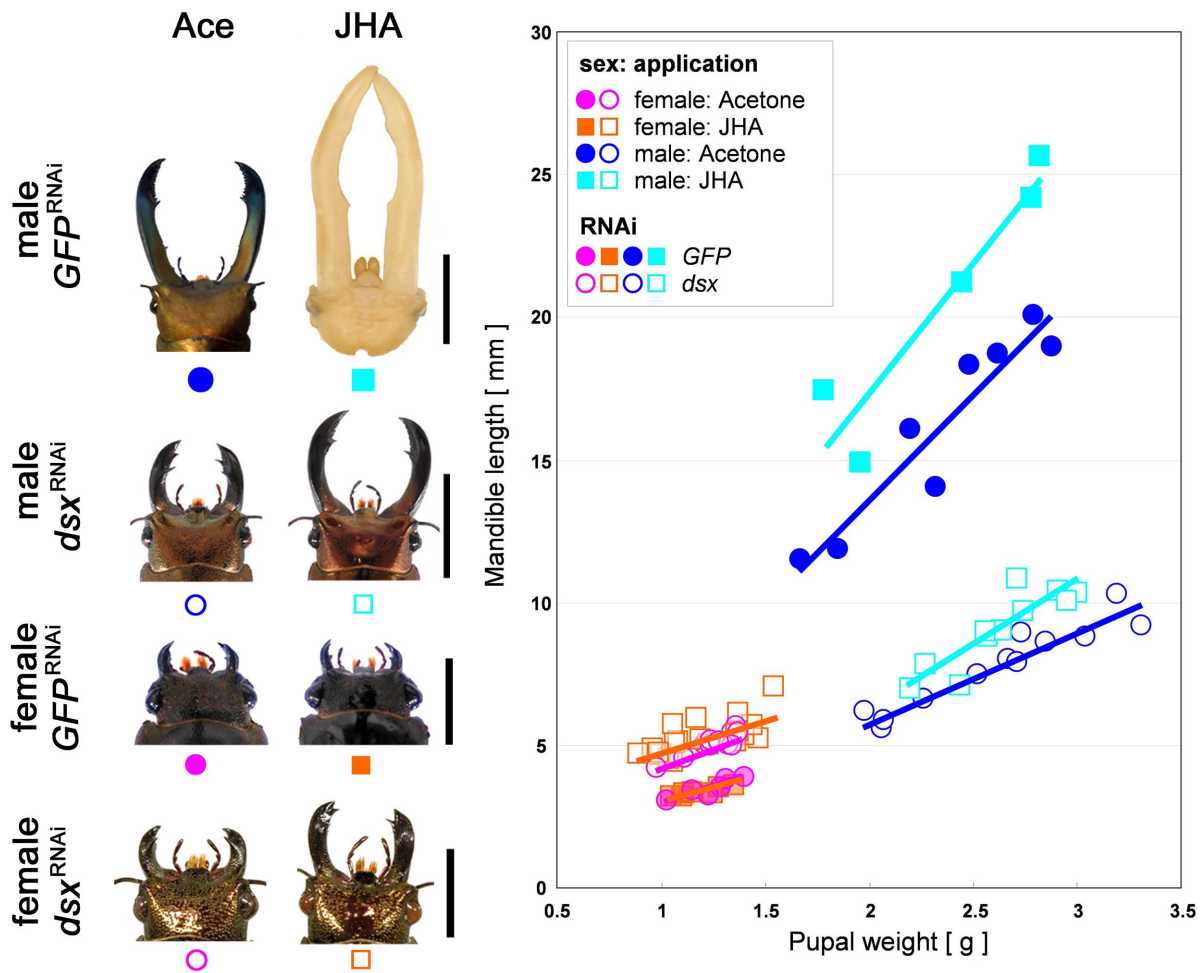 Ace JHA
male
GFP RNAi
male
dsx RNAi
female
GFP RNAi
female
dsx RNAi
Mandible length [ mm ]
30
25
20
15
10
5
0
sex: application
female: Acetone
female: JHA
male: Acetone
male: JHA
RNAi
GFP
dsx
0.5 1 1.5 2 2.5 3 3.5
Pupal weight [ g ]